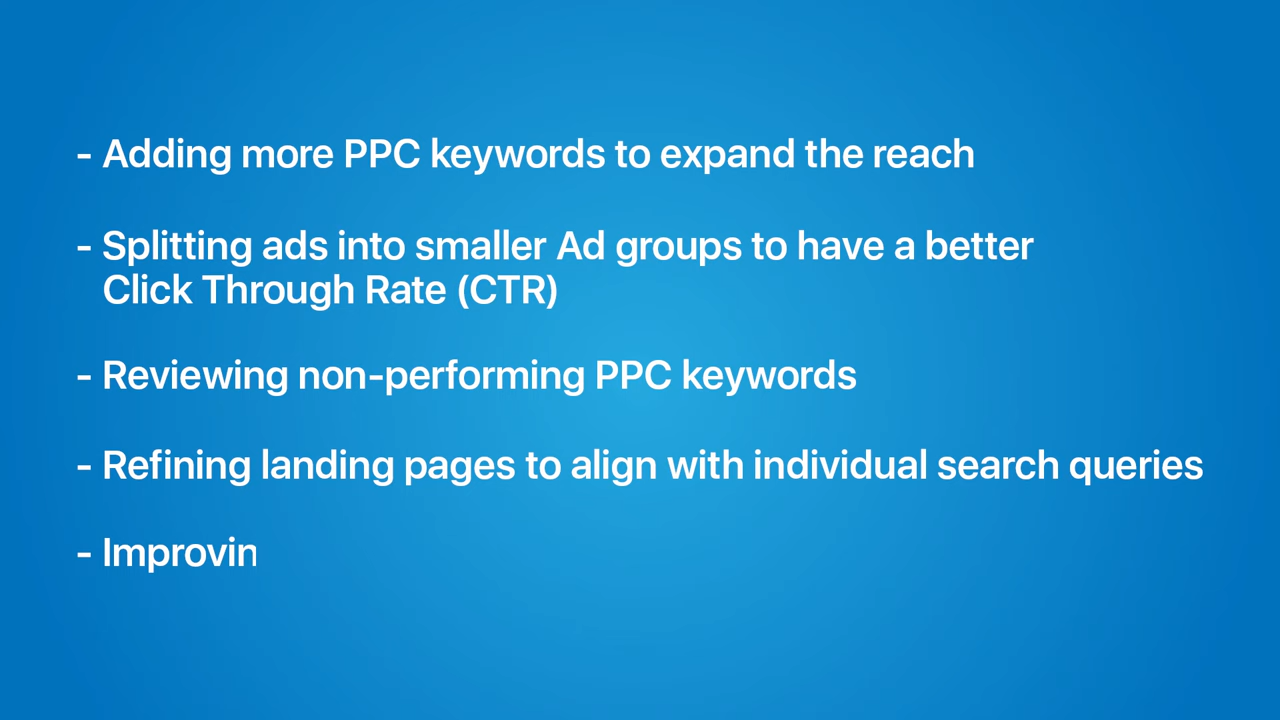 - Adding more PPC keywords to expand the reach
- Splitting ads into smaller Ad groups to have a better
Click Through Rate (CTR)
- Reviewing non-performing PPC keywords
- Refining landing pages to align with individual search queries
- Improvin